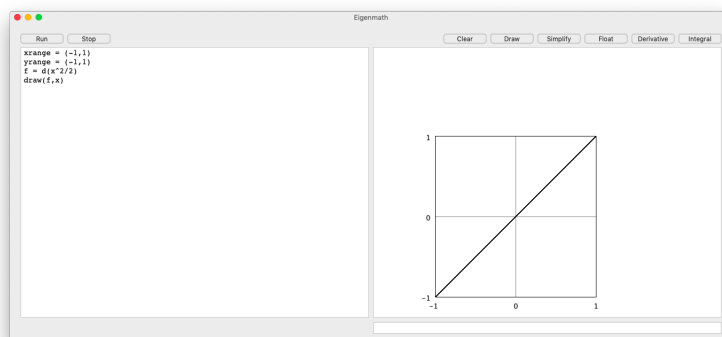 Eigenmath
Run Stop Clear Draw Simplify Float Derivative Integral
xrange = (-1,1)
yrange = (-1,1)
f = d(x^2/2)
draw(f,x)
1
0
-1
-1 0 1